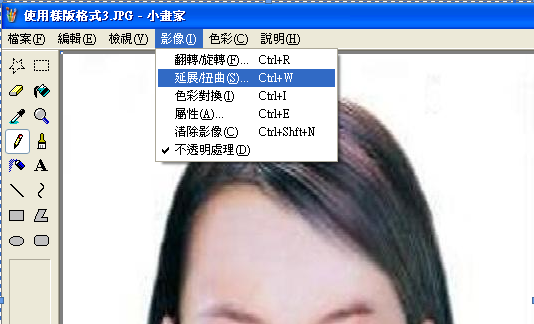 使用樣版格式3.JPG - 小畫家
檔案(F) 編輯(E) 檢視(V) 影像(I) 色彩(C) 說明(H)
翻轉/旋轉(F)... Ctrl+R
延展/扭曲(S)... Ctrl+W
色彩對換(I) Ctrl+I
屬性(A)... Ctrl+E
清除影像(C) Ctrl+Shft+N
✓ 不透明處理(D)
A